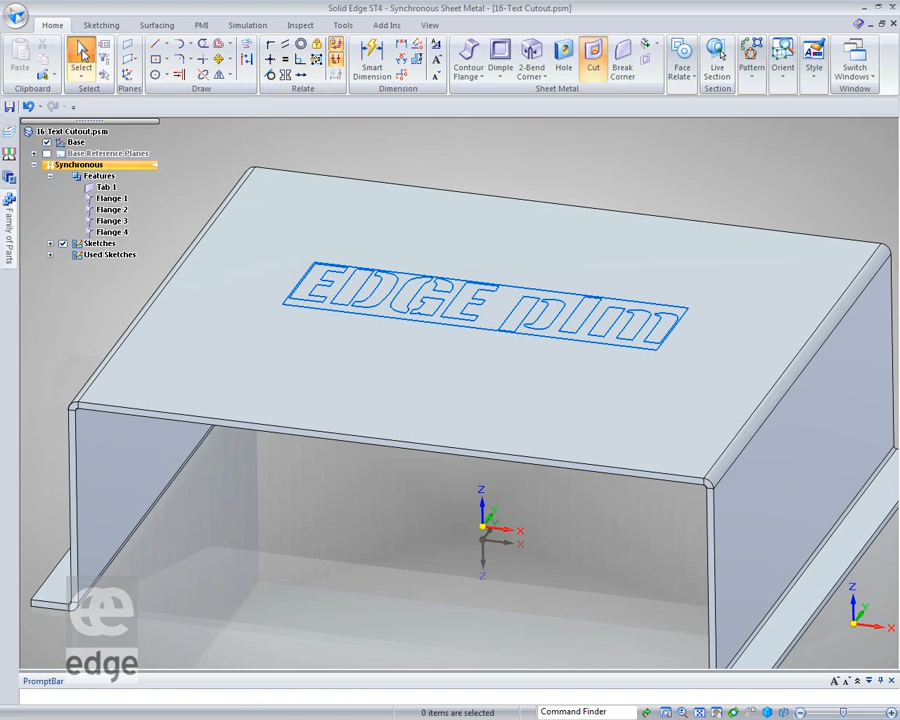 Solid Edge ST4 - Synchronous Sheet Metal - [16-Text Cutout.psm]
Home Sketching Surfacing PMI Simulation Inspect Tools Add Ins View
Paste Select Smart Dimension Contour Flange Dimple 2-Bend Corner Hole Cut Break Corner Face Relate Live Section Pattern Orient Style Switch Windows
Clipboard Select Planes Draw Relate Dimension Sheet Metal Section Window
16-Text Cutout.psm
Base
Base Reference Planes
Synchronous
Features
Tab 1
Flange 1
Flange 2
Flange 3
Flange 4
Sketches
Used Sketches
Family of Parts
EDGE plm
Z
Y
X
Y
X
Z
Z
Y
X
edge
PromptBar
0 items are selected
Command Finder